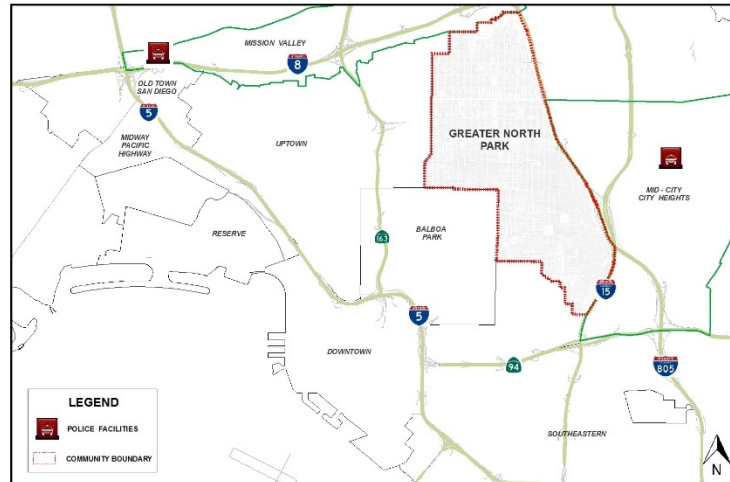 MISSION VALLEY
8
OLD TOWN
SAN DIEGO
5
MIDWAY
PACIFIC
HIGHWAY
UPTOWN
GREATER NORTH
PARK
MID - CITY
CITY HEIGHTS
RESERVE
163
BALBOA
PARK
15
5
DOWNTOWN
94
805
LEGEND
POLICE FACILITIES
COMMUNITY BOUNDARY
SOUTHEASTERN
N